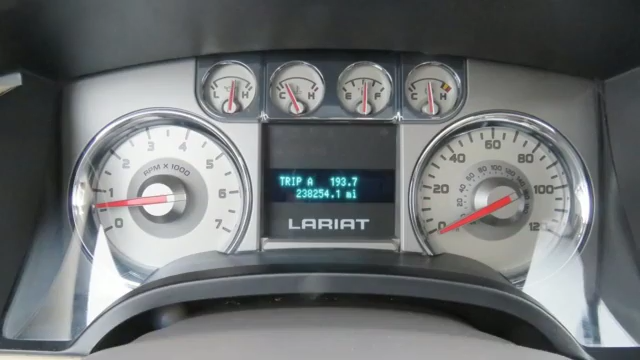 L H
C H
E F
C H
0 1 2 3 4 5 6 7
RPM X 1000
TRIP A 193.7
238254.1 mi
LARIAT
0 20 40 60 80 100 120